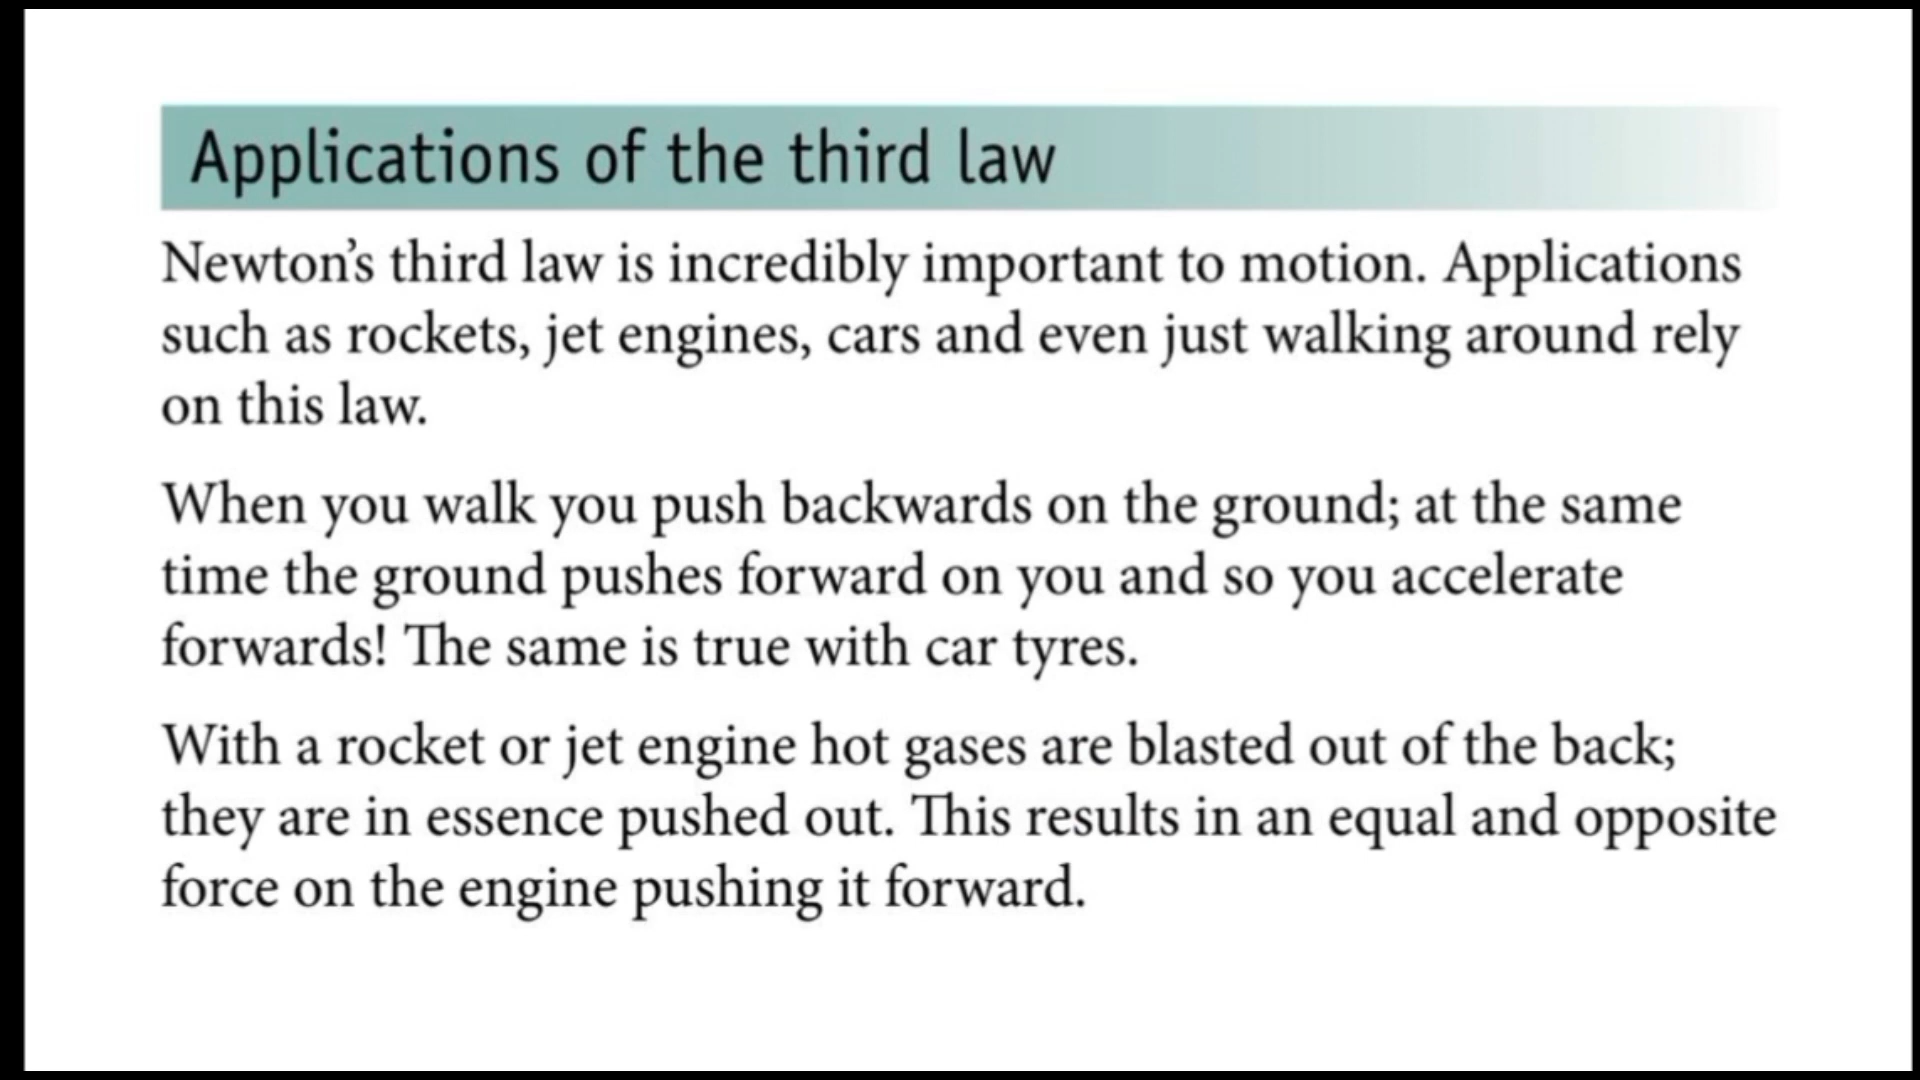 Applications of the third law
Newton's third law is incredibly important to motion. Applications
such as rockets, jet engines, cars and even just walking around rely
on this law.
When you walk you push backwards on the ground; at the same
time the ground pushes forward on you and so you accelerate
forwards! The same is true with car tyres.
With a rocket or jet engine hot gases are blasted out of the back;
they are in essence pushed out. This results in an equal and opposite
force on the engine pushing it forward.